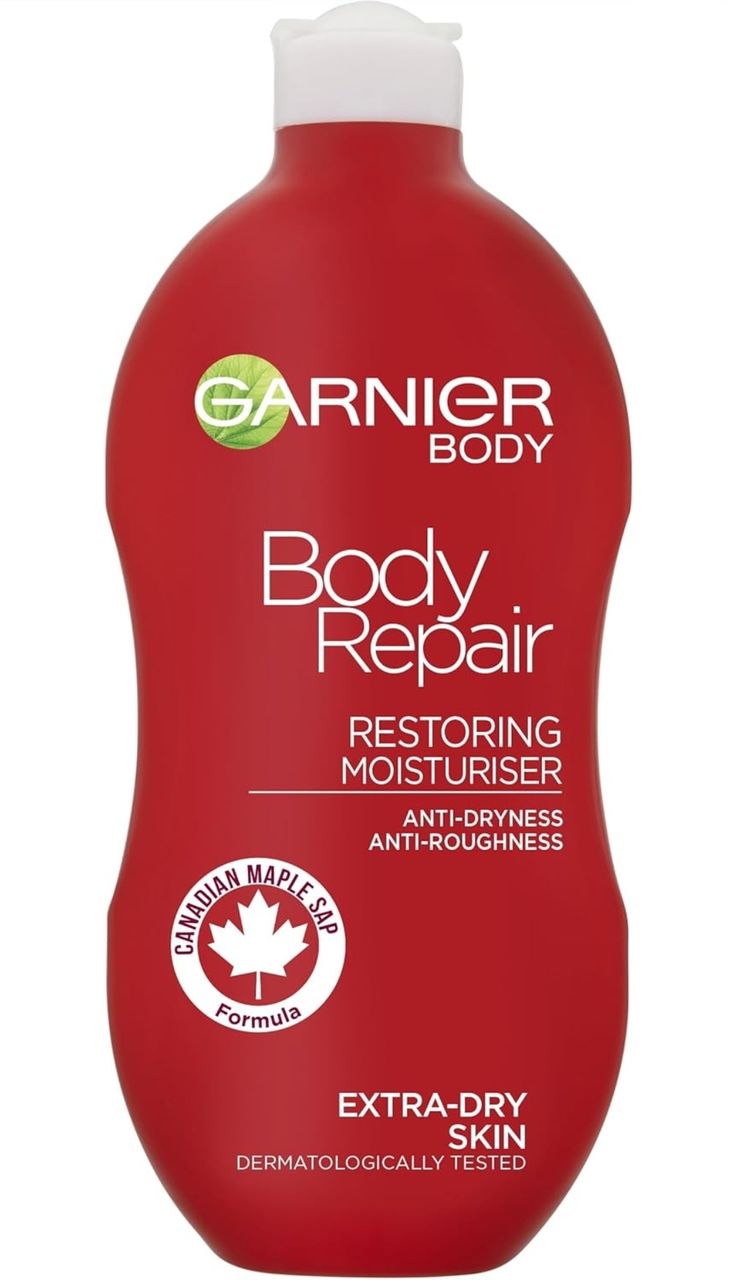 GARNIER
BODY
Body
Repair
RESTORING
MOISTURISER
ANTI-DRYNESS
ANTI-ROUGHNESS
CANADIAN MAPLE SAP
Formula
EXTRA-DRY
SKIN
DERMATOLOGICALLY TESTED